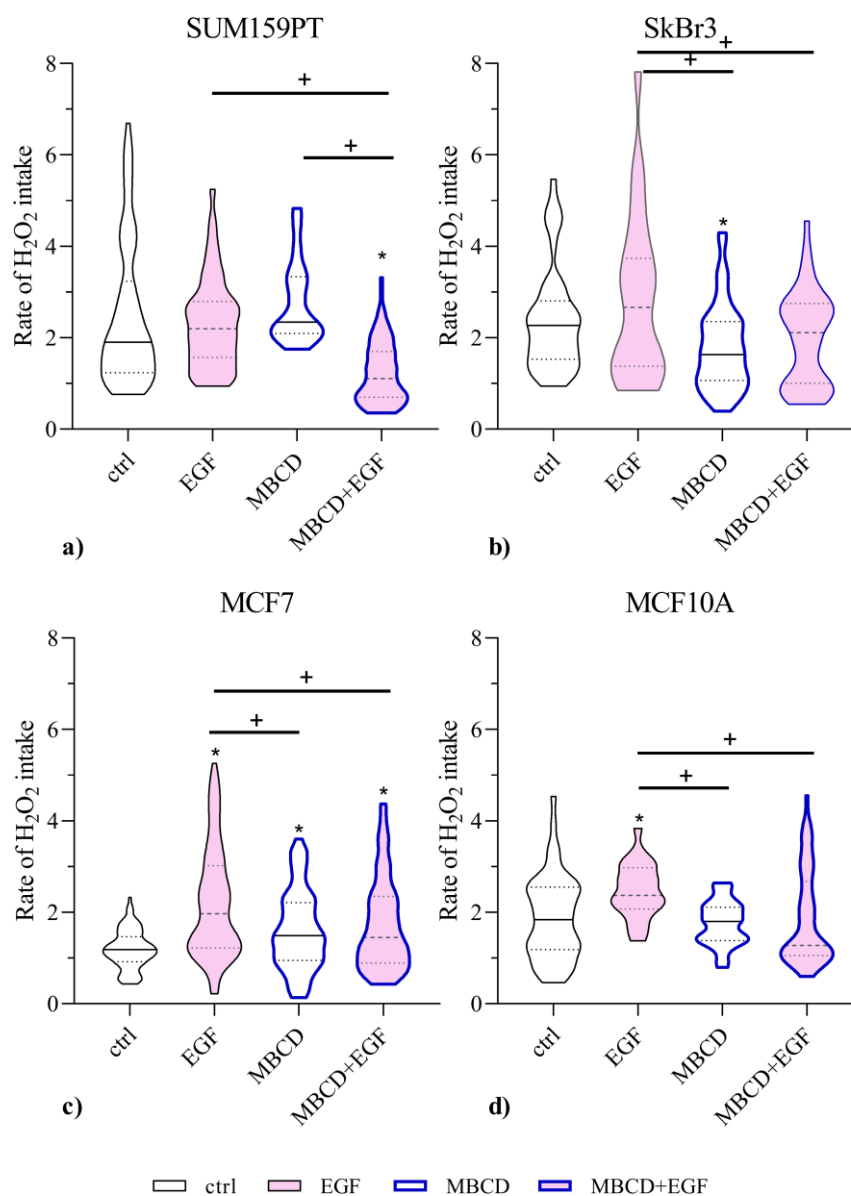 SUM159PT
SkBr3
8
6
4
2
0
Rate of H₂O₂ intake
+
+
*
ctrl
EGF
MBCD
MBCD+EGF
a)
8
6
4
2
0
Rate of H₂O₂ intake
+
+
*
ctrl
EGF
MBCD
MBCD+EGF
b)
MCF7
MCF10A
8
6
4
2
0
Rate of H₂O₂ intake
+
+
*
*
*
ctrl
EGF
MBCD
MBCD+EGF
c)
8
6
4
2
0
Rate of H₂O₂ intake
+
+
*
ctrl
EGF
MBCD
MBCD+EGF
d)
ctrl EGF MBCD MBCD+EGF